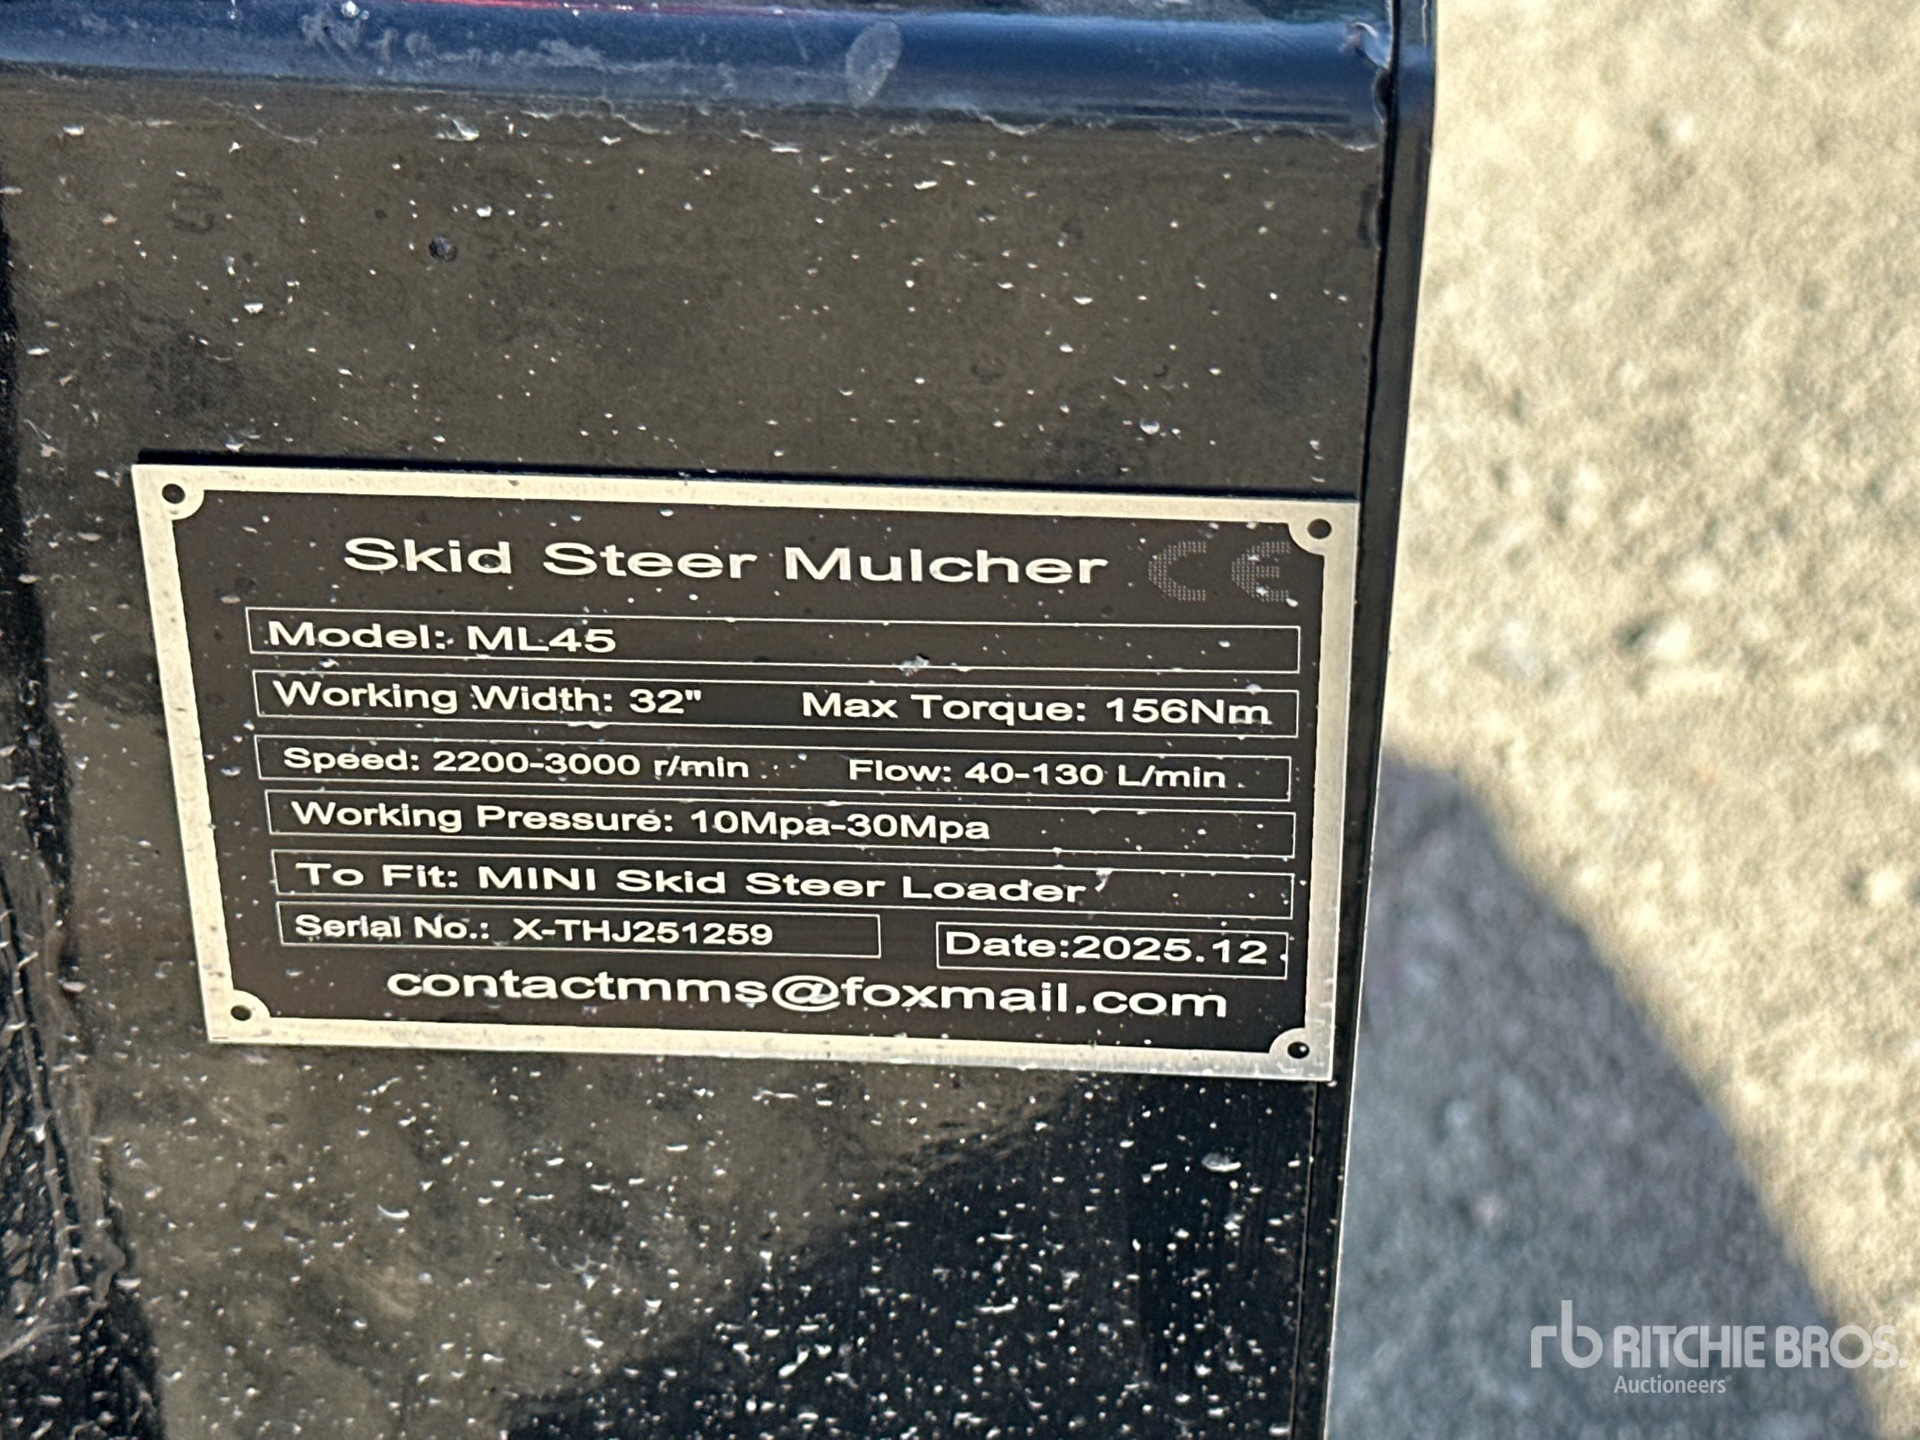 Skid Steer Mulcher CE
Model: ML45
Working Width: 32" Max Torque: 156Nm
Speed: 2200-3000 r/min Flow: 40-130 L/min
Working Pressure: 10Mpa-30Mpa
To Fit: MINI Skid Steer Loader
Serial No.: X-THJ251259 Date:2025.12
contactmms@foxmail.com
rb RITCHIE BROS.
Auctioneers